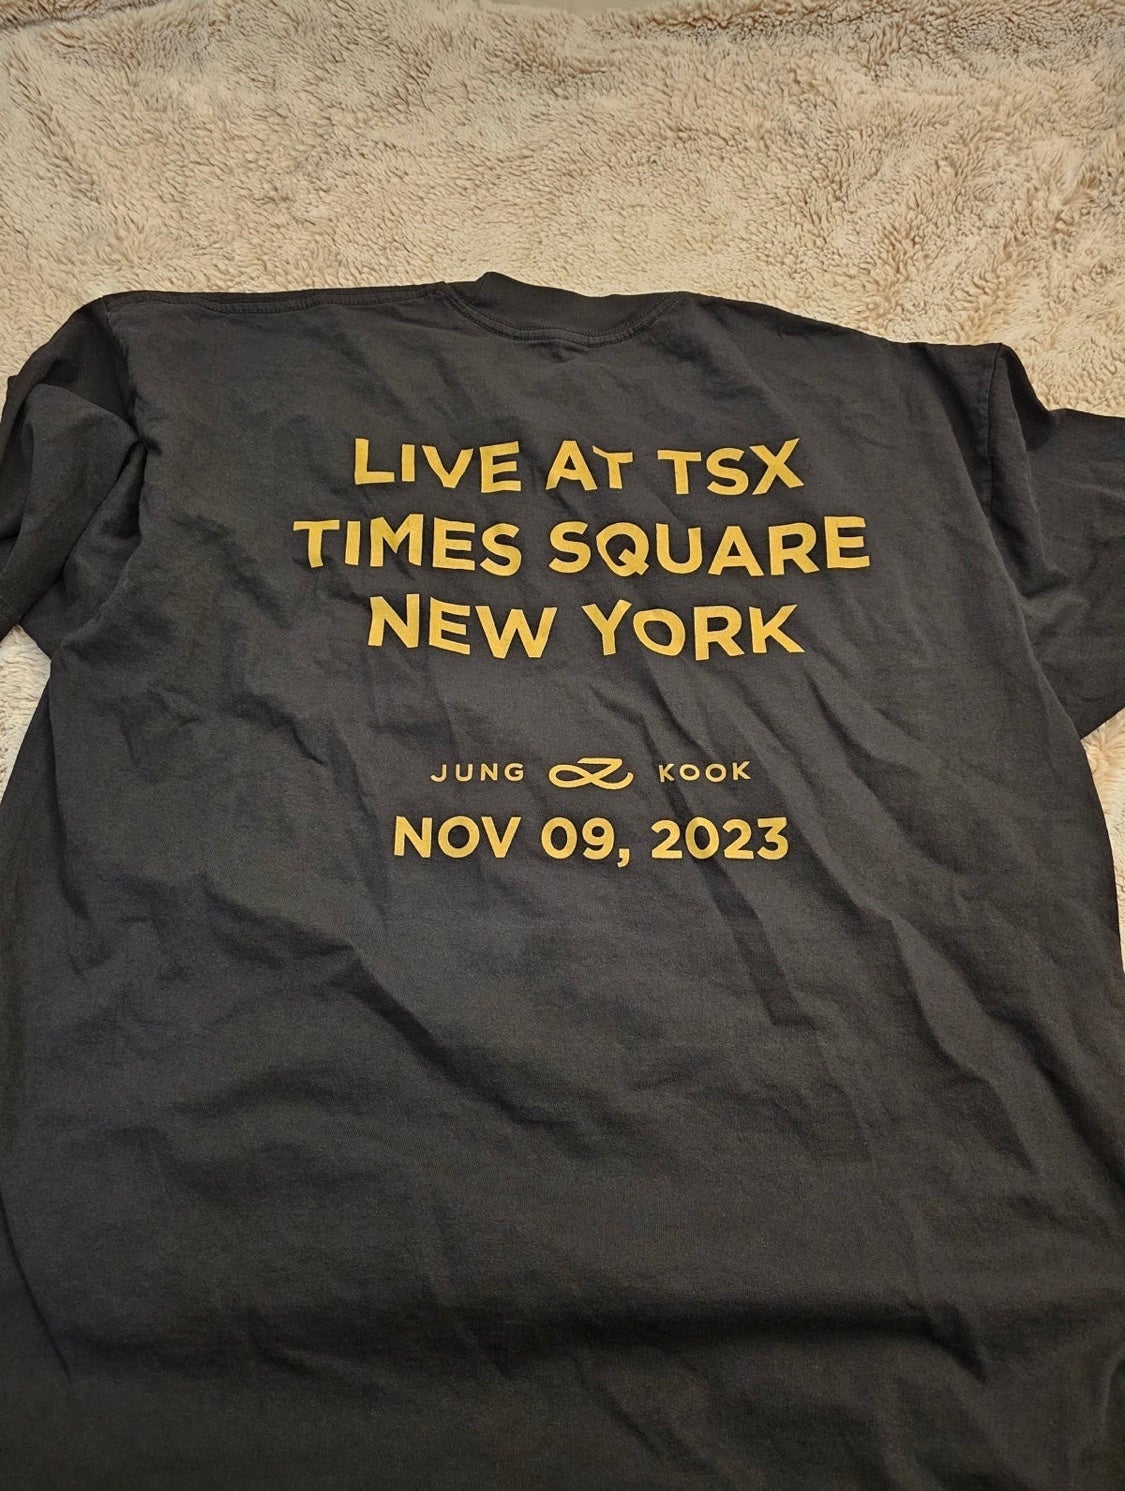 LIVE AT TSX
TIMES SQUARE
NEW YORK
JUNG KOOK
NOV 09, 2023